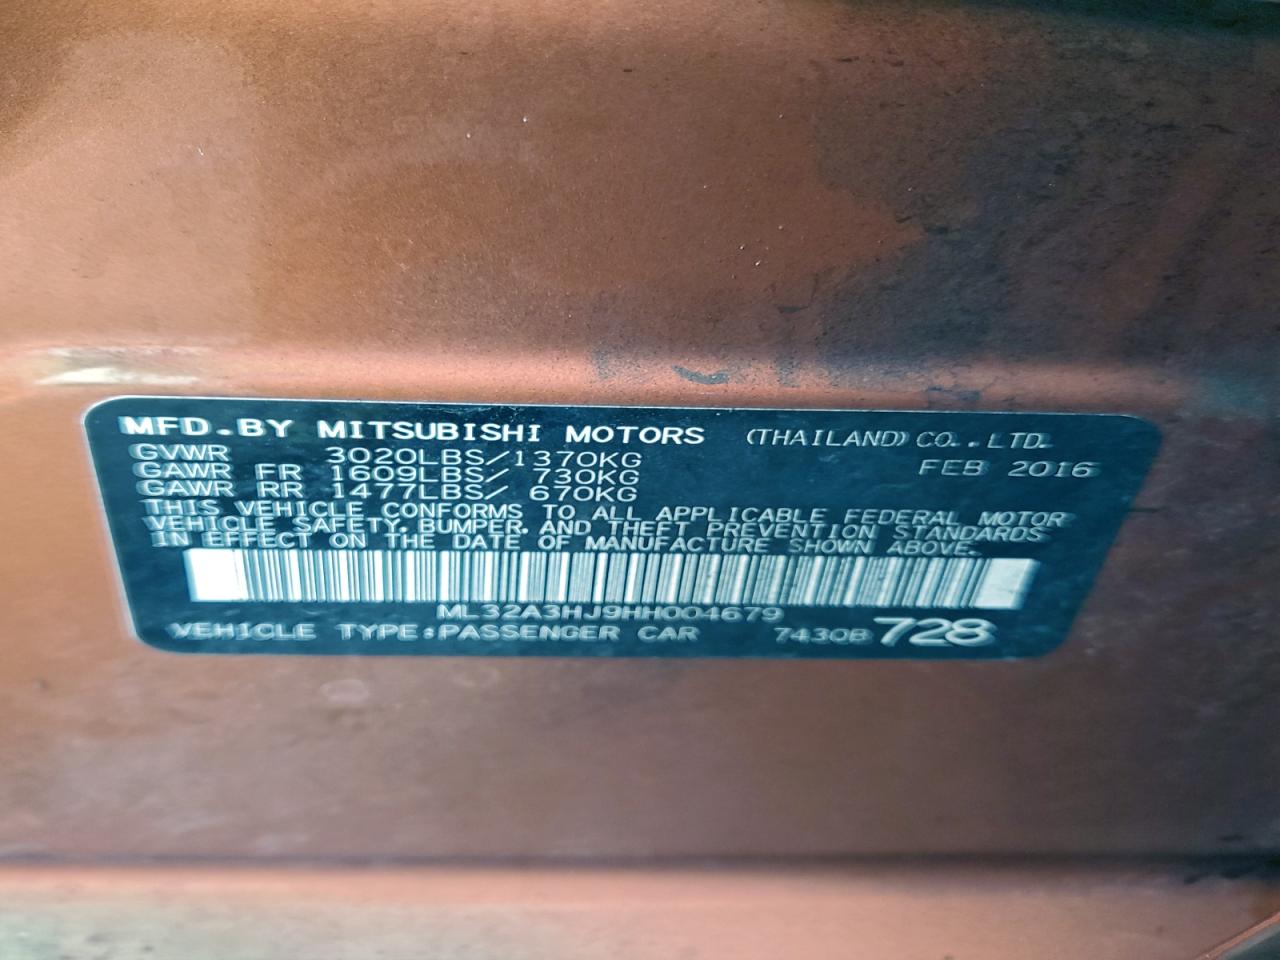 MFD.BY MITSUBISHI MOTORS (THAILAND) CO.,LTD.
GVWR 3020LBS/1370KG FEB 2016
GAWR FR 1609LBS/ 730KG
GAWR RR 1477LBS/ 670KG
THIS VEHICLE CONFORMS TO ALL APPLICABLE FEDERAL MOTOR
VEHICLE SAFETY, BUMPER, AND THEFT PREVENTION STANDARDS
IN EFFECT ON THE DATE OF MANUFACTURE SHOWN ABOVE.
ML32A3HJ9HH004679
VEHICLE TYPE:PASSENGER CAR 7430B 728